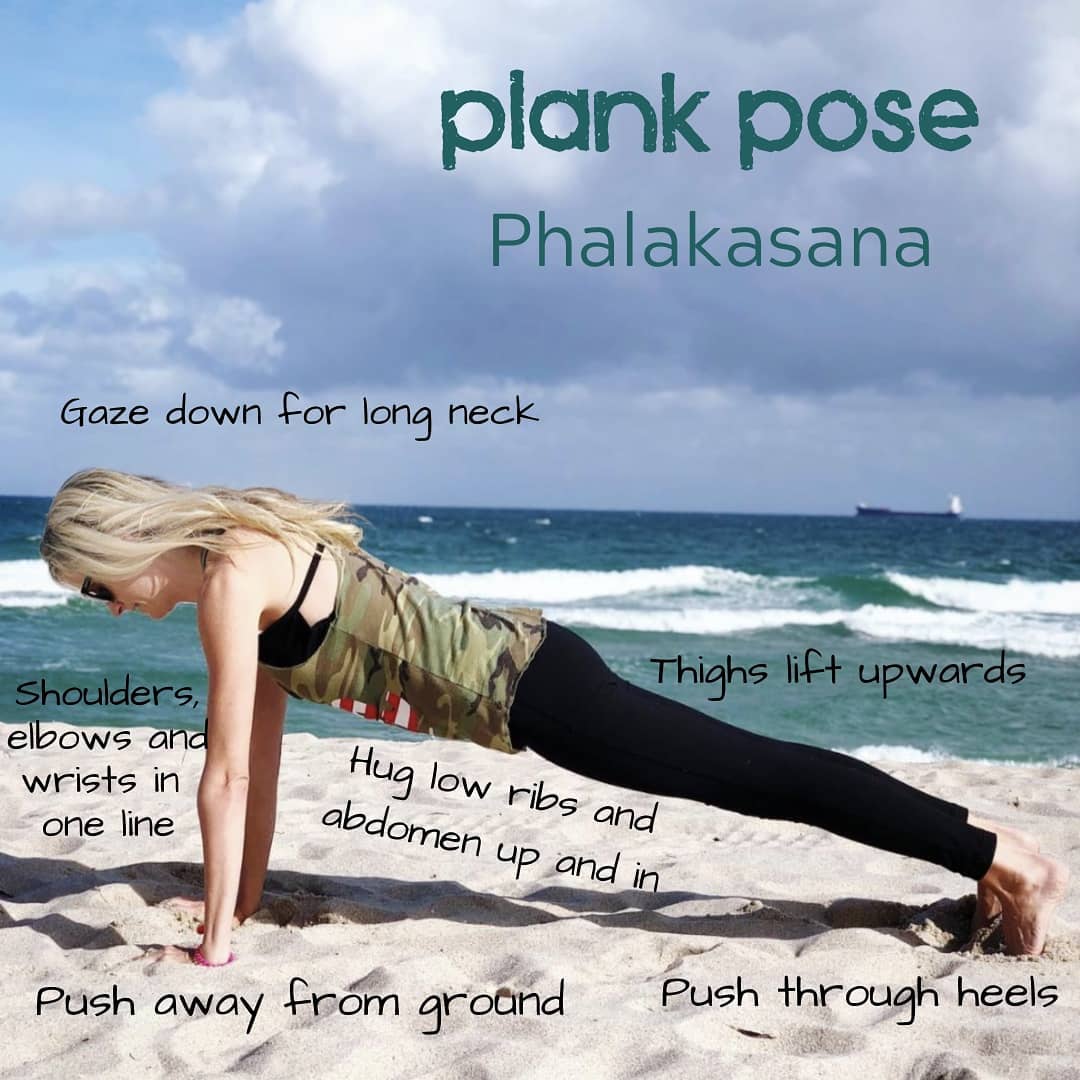 plank pose
Phalakasana
Gaze down for long neck
Shoulders,
elbows and
wrists in
one line
Thighs lift upwards
Hug low ribs and
abdomen up and in
Push away from ground
Push through heels